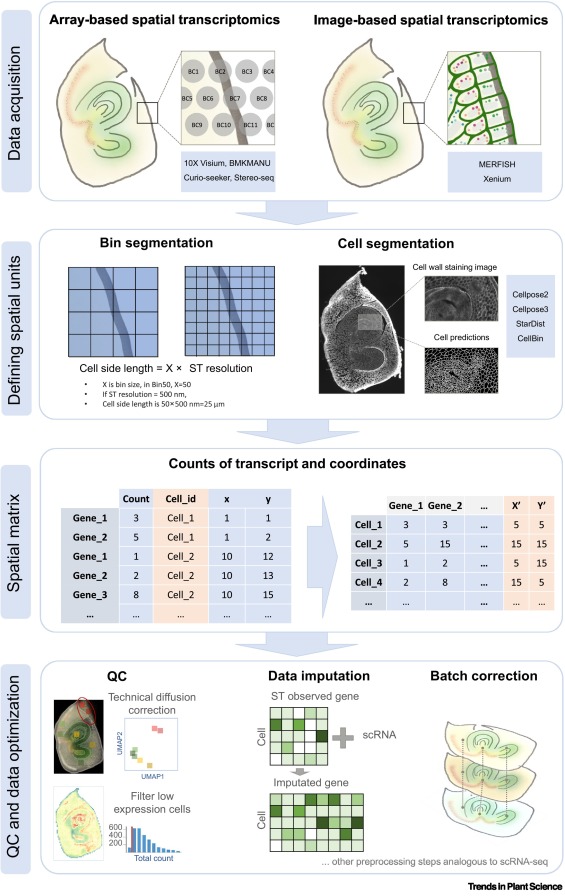 Array-based spatial transcriptomics
Image-based spatial transcriptomics
Data acquisition
BC1 BC2 BC3 BC4
BC5 BC6 BC7 BC8
BC9 BC10 BC11 BC
10X Visium, BMKMANU
Curio-seeker, Stereo-seq
MERFISH
Xenium
Defining spatial units
Bin segmentation
Cell segmentation
Cell wall staining image
Cell predictions
Cellpose2
Cellpose3
StarDist
CellBin
Cell side length = X × ST resolution
• X is bin size, in Bin50, X=50
• If ST resolution = 500 nm,
• Cell side length is 50×500 nm=25 μm
Spatial matrix
Counts of transcript and coordinates
Count Cell_id x y
Gene_1 3 Cell_1 1 1
Gene_2 5 Cell_1 1 2
Gene_1 1 Cell_2 10 12
Gene_2 2 Cell_2 10 13
Gene_3 8 Cell_2 10 15
... ... ... ... ...
Gene_1 Gene_2 ... X’ Y’
Cell_1 3 3 ... 5 5
Cell_2 5 15 ... 15 15
Cell_3 1 2 ... 5 15
Cell_4 2 8 ... 15 5
... ... ... ... ...
QC and data optimization
QC
Technical diffusion
correction
UMAP2
UMAP1
Filter low
expression cells
600
400
200
Total count
Data imputation
ST observed gene
Cell
scRNA
Imputated gene
Cell
Batch correction
... other preprocessing steps analogous to scRNA-seq
Trends in Plant Science